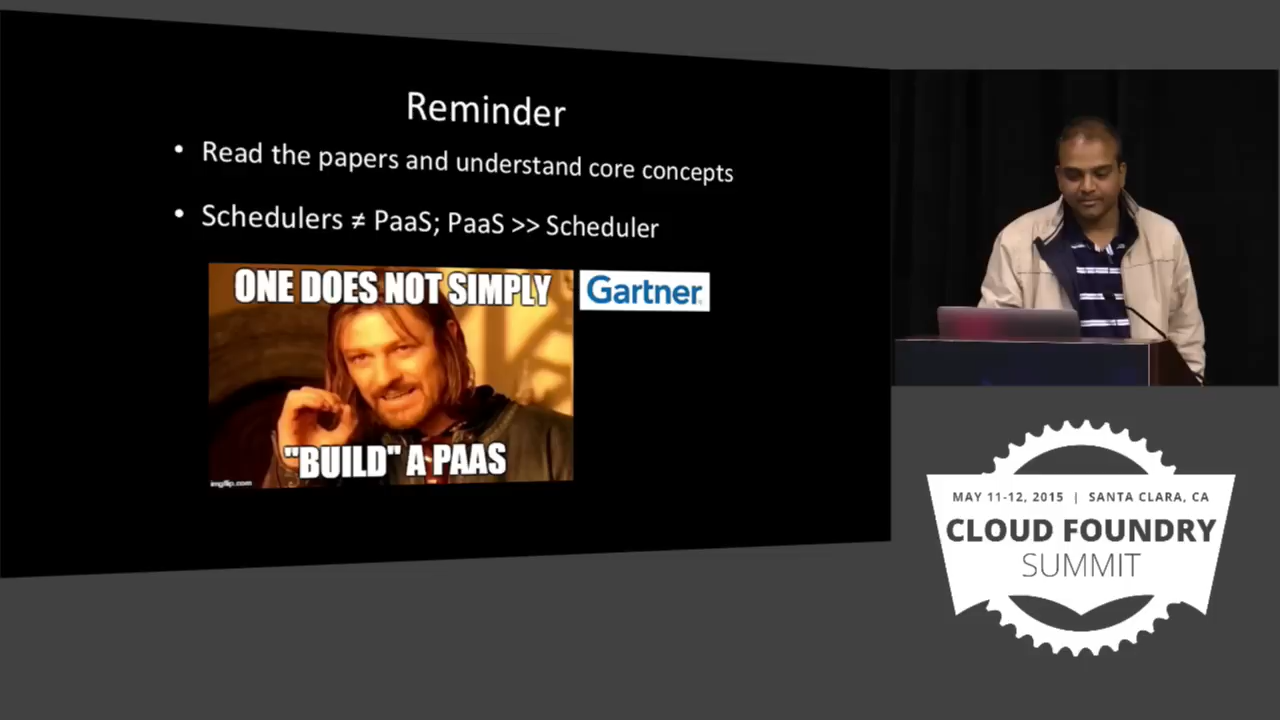 Reminder
• Read the papers and understand core concepts
• Schedulers ≠ PaaS; PaaS >> Scheduler
ONE DOES NOT SIMPLY
"BUILD" A PAAS
imgflip.com
Gartner
MAY 11-12, 2015 | SANTA CLARA, CA
CLOUD FOUNDRY
SUMMIT